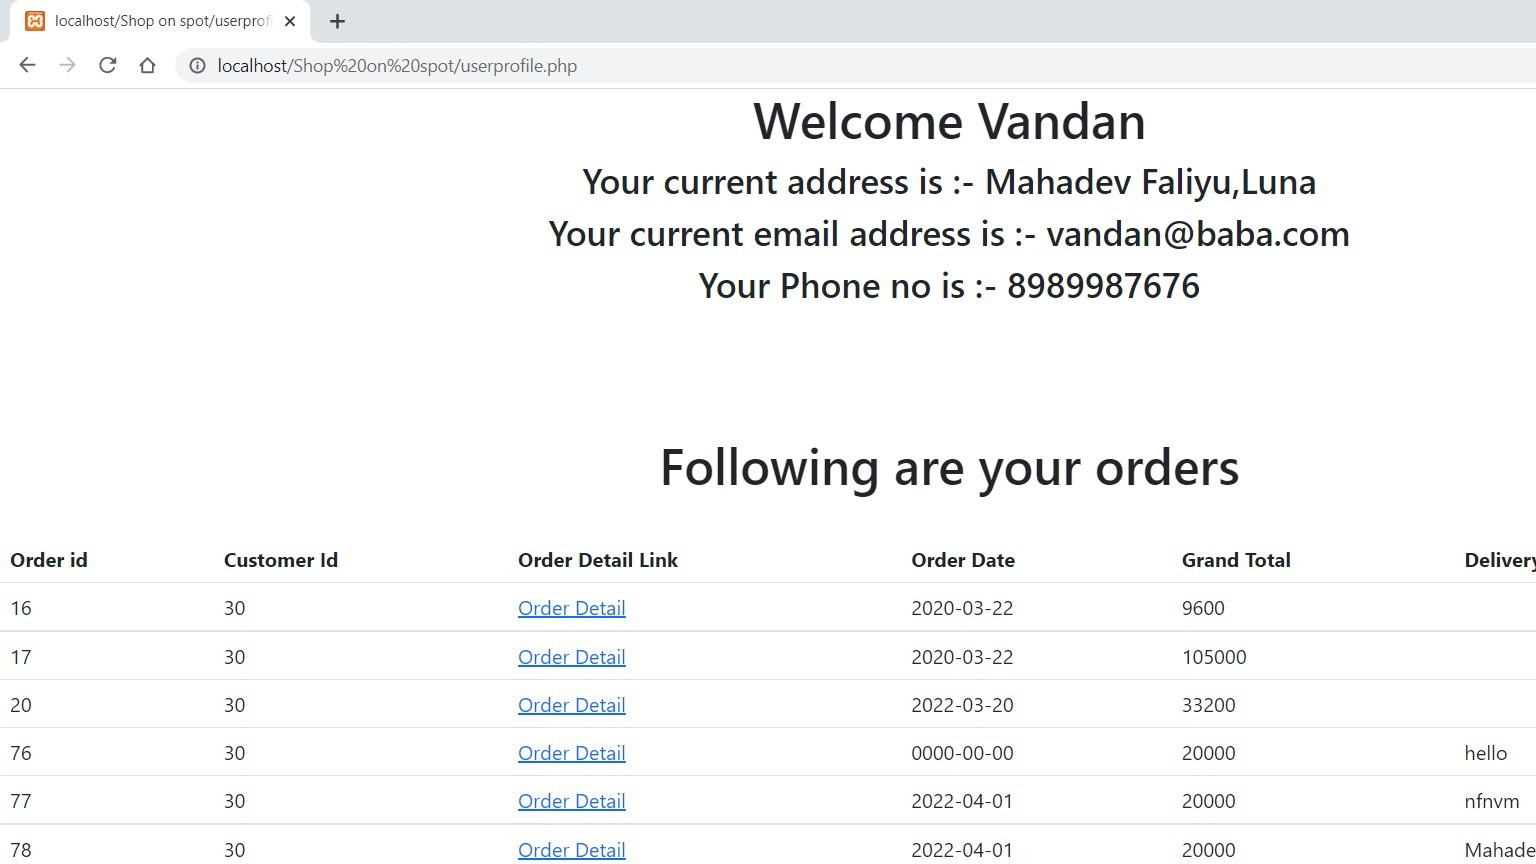 localhost/Shop on spot/userprofi
localhost/Shop%20on%20spot/userprofile.php
Welcome Vandan
Your current address is :- Mahadev Faliyu,Luna
Your current email address is :- vandan@baba.com
Your Phone no is :- 8989987676
Following are your orders
Order id Customer Id Order Detail Link Order Date Grand Total Delivery
16 30 Order Detail 2020-03-22 9600
17 30 Order Detail 2020-03-22 105000
20 30 Order Detail 2022-03-20 33200
76 30 Order Detail 0000-00-00 20000 hello
77 30 Order Detail 2022-04-01 20000 nfnvm
78 30 Order Detail 2022-04-01 20000 Mahade